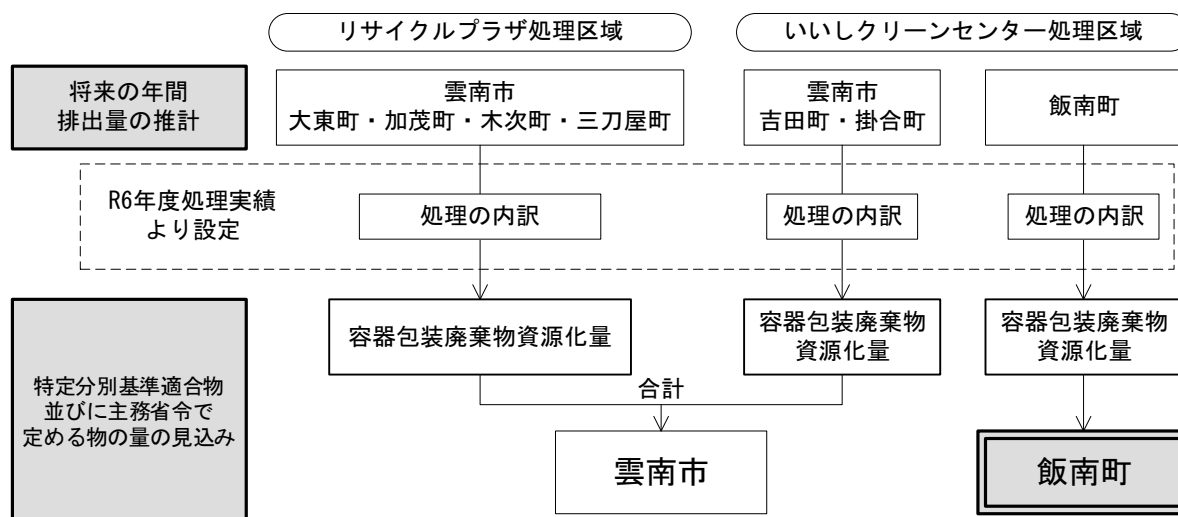 リサイクルプラザ処理区域
いいしクリーンセンター処理区域
将来の年間
排出量の推計
雲南市
大東町・加茂町・木次町・三刀屋町
雲南市
吉田町・掛合町
飯南町
R6年度処理実績
より設定
処理の内訳
処理の内訳
処理の内訳
特定分別基準適合物
並びに主務省令で
定める物の量の見込み
容器包装廃棄物資源化量
容器包装廃棄物
資源化量
容器包装廃棄物
資源化量
合計
雲南市
飯南町